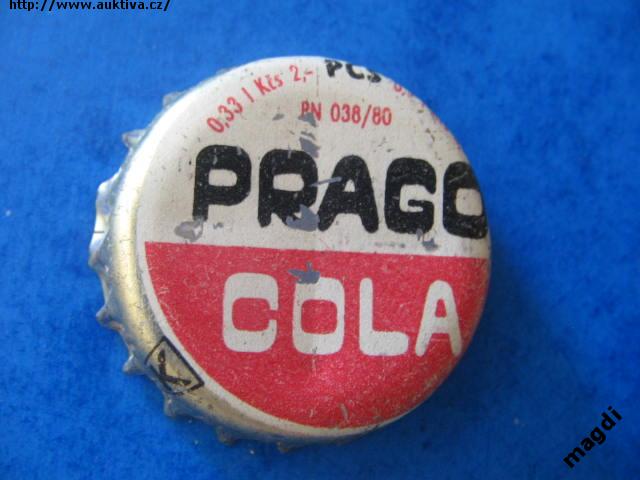 http://www.auktiva.cz/
0,33 l Kčs 2,- PCS
PN 038/80
PRAGO
COLA
K
magdi